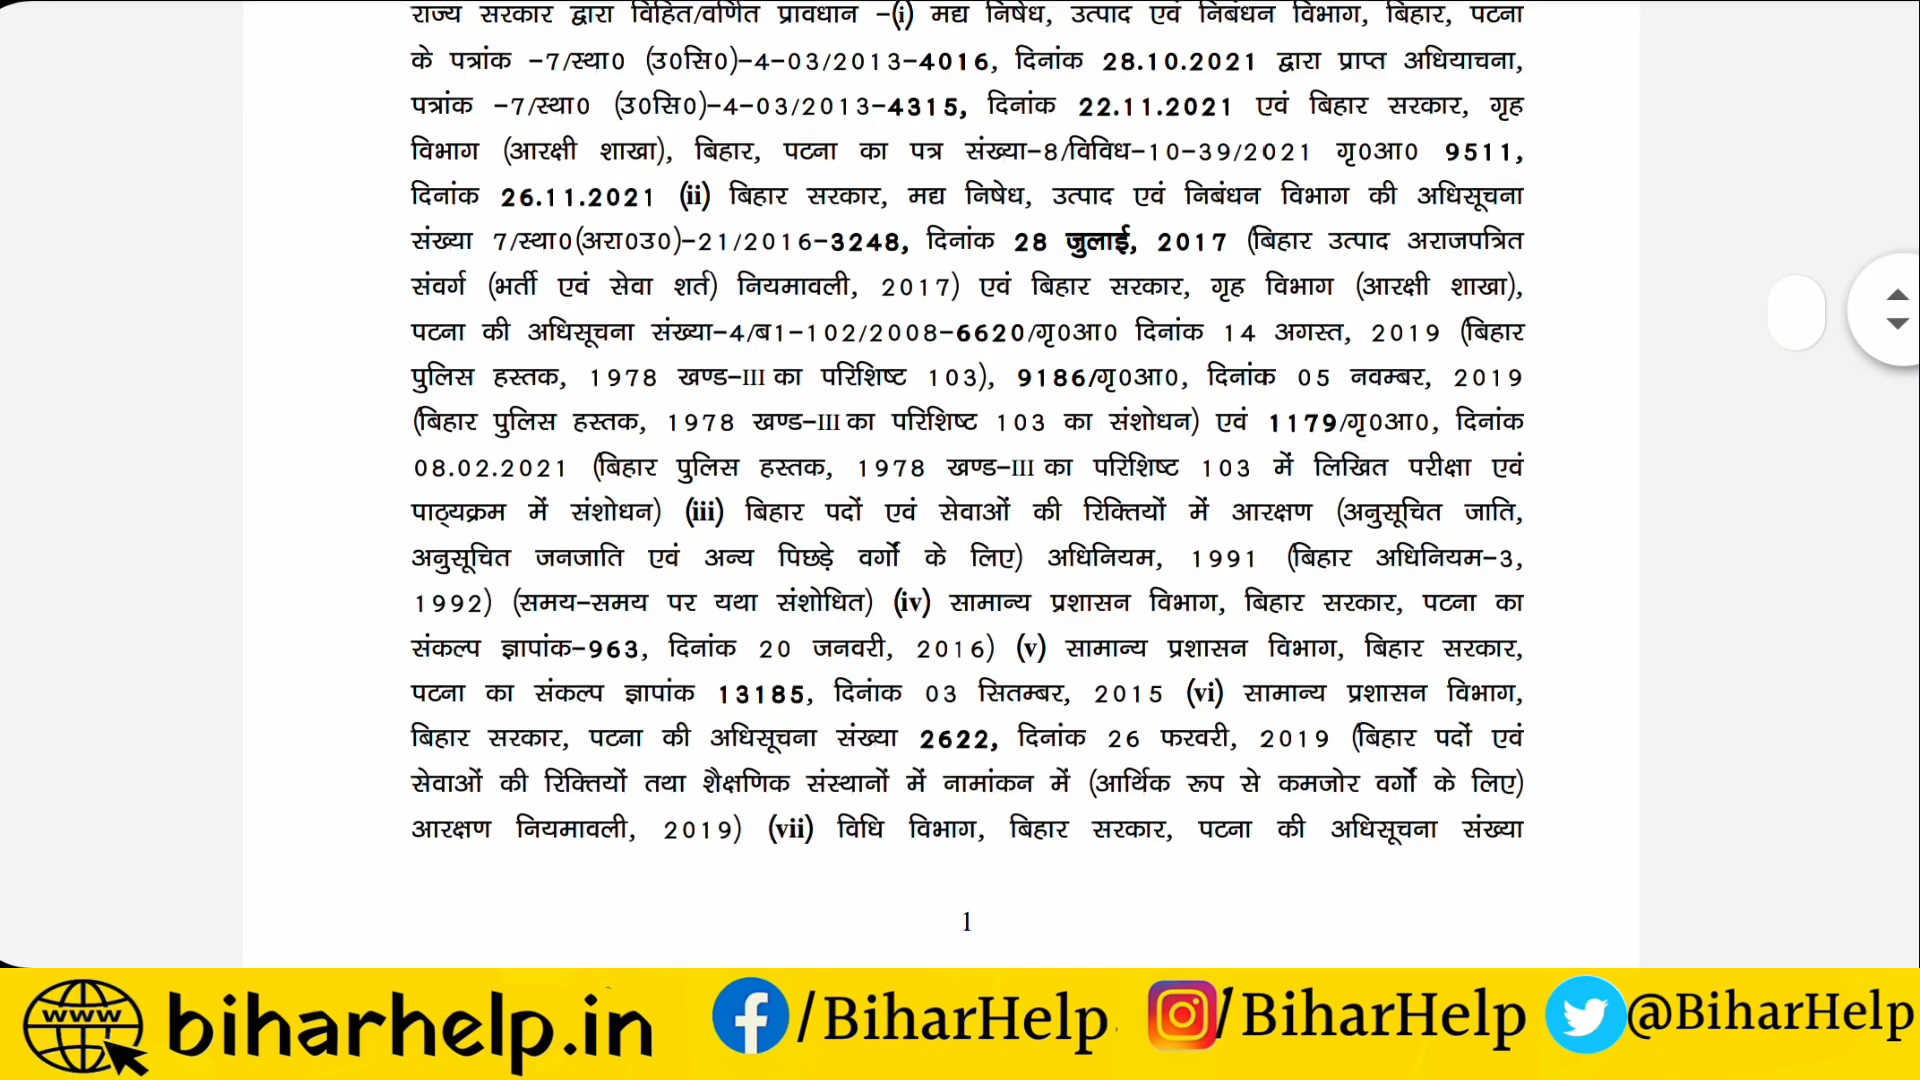 राज्य सरकार द्वारा विहित/वर्णित प्रावधान –(i) मद्य निषेध, उत्पाद एवं निबंधन विभाग, बिहार, पटना
के पत्रांक –7/स्था0 (उ0सि0)–4–03/2013–4016, दिनांक 28.10.2021 द्वारा प्राप्त अधियाचना,
पत्रांक –7/स्था0 (उ0सि0)–4–03/2013–4315, दिनांक 22.11.2021 एवं बिहार सरकार, गृह
विभाग (आरक्षी शाखा), बिहार, पटना का पत्र संख्या–8/विविध–10–39/2021 गृ0आ0 9511,
दिनांक 26.11.2021 (ii) बिहार सरकार, मद्य निषेध, उत्पाद एवं निबंधन विभाग की अधिसूचना
संख्या 7/स्था0(अरा0उ0)–21/2016–3248, दिनांक 28 जुलाई, 2017 (बिहार उत्पाद अराजपत्रित
संवर्ग (भर्ती एवं सेवा शर्त) नियमावली, 2017) एवं बिहार सरकार, गृह विभाग (आरक्षी शाखा),
पटना की अधिसूचना संख्या–4/ब1–102/2008–6620/गृ0आ0 दिनांक 14 अगस्त, 2019 (बिहार
पुलिस हस्तक, 1978 खण्ड–III का परिशिष्ट 103), 9186/गृ0आ0, दिनांक 05 नवम्बर, 2019
(बिहार पुलिस हस्तक, 1978 खण्ड–III का परिशिष्ट 103 का संशोधन) एवं 1179/गृ0आ0, दिनांक
08.02.2021 (बिहार पुलिस हस्तक, 1978 खण्ड–III का परिशिष्ट 103 में लिखित परीक्षा एवं
पाठ्यक्रम में संशोधन) (iii) बिहार पदों एवं सेवाओं की रिक्तियों में आरक्षण (अनुसूचित जाति,
अनुसूचित जनजाति एवं अन्य पिछड़े वर्गों के लिए) अधिनियम, 1991 (बिहार अधिनियम–3,
1992) (समय–समय पर यथा संशोधित) (iv) सामान्य प्रशासन विभाग, बिहार सरकार, पटना का
संकल्प ज्ञापांक–963, दिनांक 20 जनवरी, 2016) (v) सामान्य प्रशासन विभाग, बिहार सरकार,
पटना का संकल्प ज्ञापांक 13185, दिनांक 03 सितम्बर, 2015 (vi) सामान्य प्रशासन विभाग,
बिहार सरकार, पटना की अधिसूचना संख्या 2622, दिनांक 26 फरवरी, 2019 (बिहार पदों एवं
सेवाओं की रिक्तियों तथा शैक्षणिक संस्थानों में नामांकन में (आर्थिक रूप से कमजोर वर्गों के लिए)
आरक्षण नियमावली, 2019) (vii) विधि विभाग, बिहार सरकार, पटना की अधिसूचना संख्या
1
www biharhelp.in /BiharHelp /BiharHelp @BiharHelp